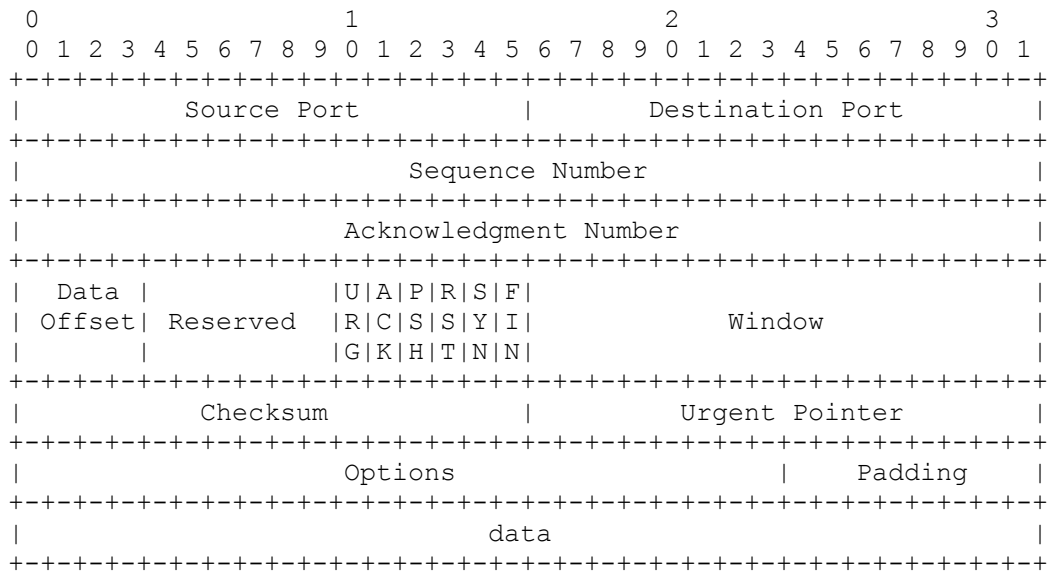 0                   1                   2                   3
 0 1 2 3 4 5 6 7 8 9 0 1 2 3 4 5 6 7 8 9 0 1 2 3 4 5 6 7 8 9 0 1
+-+-+-+-+-+-+-+-+-+-+-+-+-+-+-+-+-+-+-+-+-+-+-+-+-+-+-+-+-+-+-+-+
|          Source Port          |       Destination Port        |
+-+-+-+-+-+-+-+-+-+-+-+-+-+-+-+-+-+-+-+-+-+-+-+-+-+-+-+-+-+-+-+-+
|                        Sequence Number                        |
+-+-+-+-+-+-+-+-+-+-+-+-+-+-+-+-+-+-+-+-+-+-+-+-+-+-+-+-+-+-+-+-+
|                    Acknowledgment Number                      |
+-+-+-+-+-+-+-+-+-+-+-+-+-+-+-+-+-+-+-+-+-+-+-+-+-+-+-+-+-+-+-+-+
|  Data |           |U|A|P|R|S|F|                               |
| Offset| Reserved  |R|C|S|S|Y|I|            Window             |
|       |           |G|K|H|T|N|N|                               |
+-+-+-+-+-+-+-+-+-+-+-+-+-+-+-+-+-+-+-+-+-+-+-+-+-+-+-+-+-+-+-+-+
|           Checksum            |         Urgent Pointer        |
+-+-+-+-+-+-+-+-+-+-+-+-+-+-+-+-+-+-+-+-+-+-+-+-+-+-+-+-+-+-+-+-+
|                    Options                    |    Padding    |
+-+-+-+-+-+-+-+-+-+-+-+-+-+-+-+-+-+-+-+-+-+-+-+-+-+-+-+-+-+-+-+-+
|                             data                              |
+-+-+-+-+-+-+-+-+-+-+-+-+-+-+-+-+-+-+-+-+-+-+-+-+-+-+-+-+-+-+-+-+